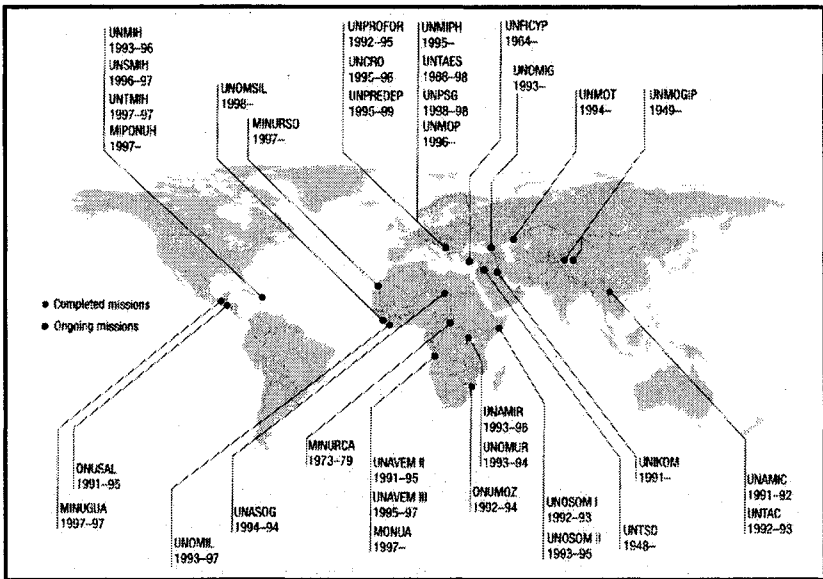 UNMIH
1993–96
UNSMIH
1996–97
UNTMIH
1997–97
MIPONUH
1997–
UNOMSIL
1998–
MINURSO
1997–
UNPROFOR
1992–95
UNCRO
1995–96
UNPREDEP
1995–99
UNMIPH
1995–
UNTAES
1988–98
UNPSG
1998–98
UNMOP
1996–
UNFICYP
1964–
UNOMIG
1993–
UNMOT
1994–
UNMOGIP
1949–
Completed missions
Ongoing missions
ONUSAL
1991–95
MINUGUA
1997–97
UNOMIL
1993–97
UNASOG
1994–94
MINURCA
1973–79
UNAVEM II
1991–95
UNAVEM III
1995–97
MONUA
1997–
UNAMIR
1993–96
UNOMUR
1993–94
ONUMOZ
1992–94
UNOSOM I
1992–93
UNOSOM II
1993–95
UNIKOM
1991–
UNTSO
1948–
UNAMIC
1991–92
UNTAC
1992–93